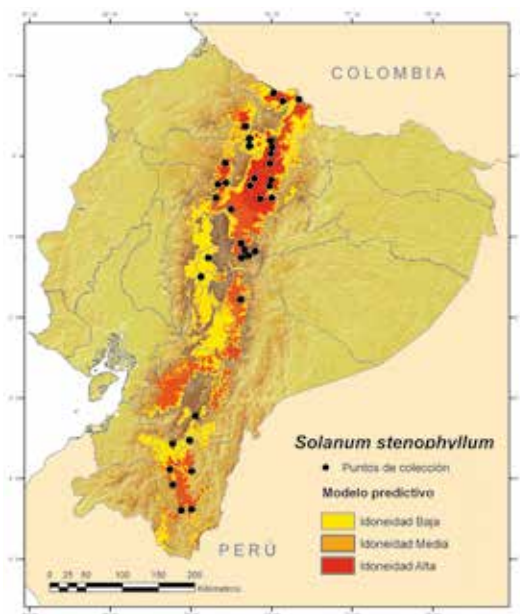 COLOMBIA
Solanum stenophyllum
Puntos de colección
Modelo predictivo
Idoneidad Baja
Idoneidad Media
Idoneidad Alta
PERÚ
0 25 50 100 150 200
Kilómetros